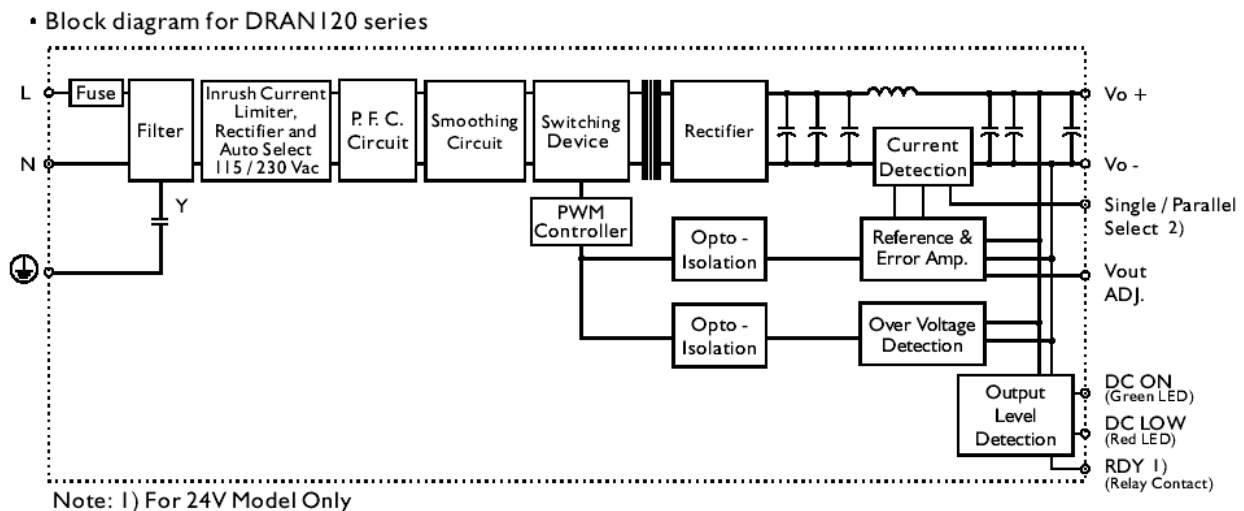 • Block diagram for DRAN120 series
L
Fuse
Filter
Inrush Current
Limiter,
Rectifier and
Auto Select
115 / 230 Vac
P. F. C.
Circuit
Smoothing
Circuit
Switching
Device
Rectifier
Vo +
N
Current
Detection
Vo -
Y
PWM
Controller
Opto -
Isolation
Reference &
Error Amp.
Single / Parallel
Select 2)
Vout
ADJ.
Opto -
Isolation
Over Voltage
Detection
Output
Level
Detection
DC ON
(Green LED)
DC LOW
(Red LED)
RDY 1)
(Relay Contact)
Note: 1) For 24V Model Only